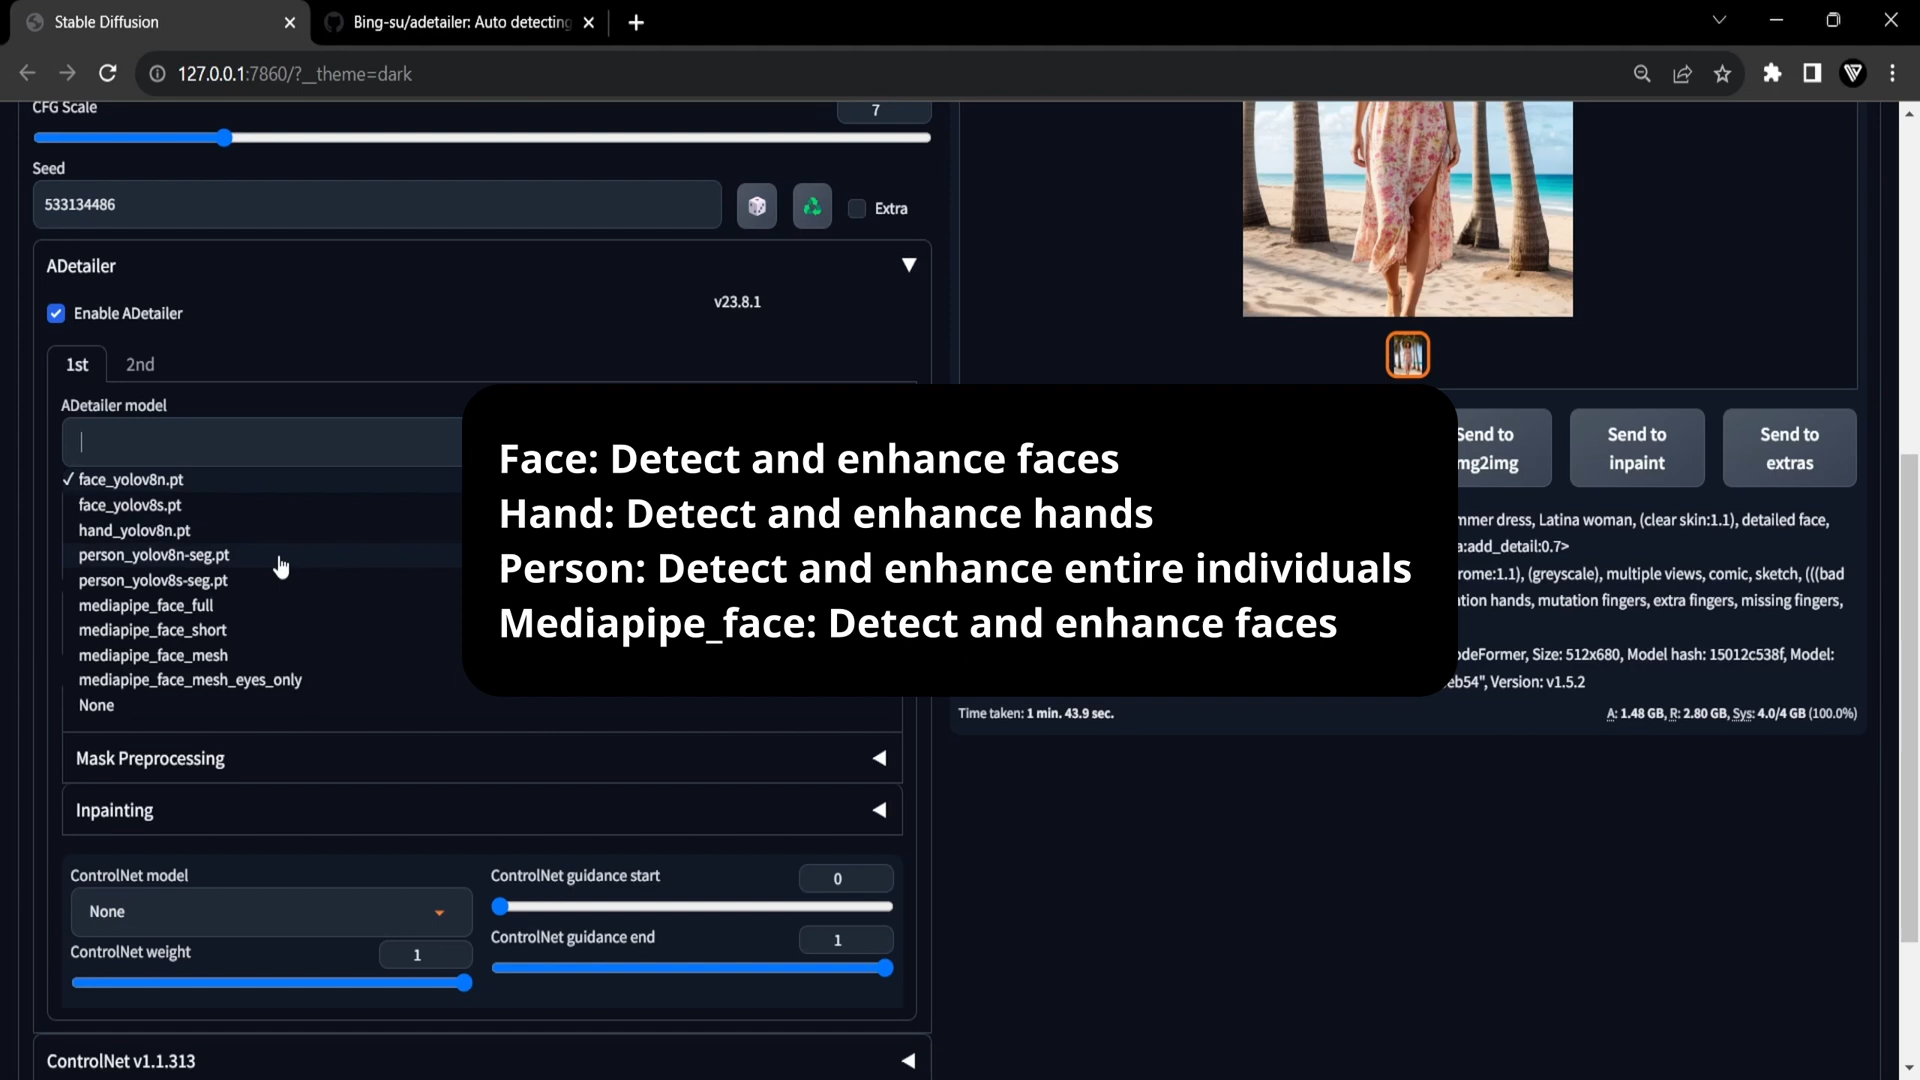 Stable Diffusion
Bing-su/adetailer: Auto detecting
127.0.0.1:7860/?__theme=dark
CFG Scale
7
Seed
533134486
Extra
ADetailer
v23.8.1
Enable ADetailer
1st
2nd
ADetailer model
face_yolov8n.pt
face_yolov8s.pt
hand_yolov8n.pt
person_yolov8n-seg.pt
person_yolov8s-seg.pt
mediapipe_face_full
mediapipe_face_short
mediapipe_face_mesh
mediapipe_face_mesh_eyes_only
None
Face: Detect and enhance faces
Hand: Detect and enhance hands
Person: Detect and enhance entire individuals
Mediapipe_face: Detect and enhance faces
Send to
mg2img
Send to
inpaint
Send to
extras
mmer dress, Latina woman, (clear skin:1.1), detailed face,
a:add_detail:0.7>
rome:1.1), (greyscale), multiple views, comic, sketch, (((bad
tion hands, mutation fingers, extra fingers, missing fingers,
odeFormer, Size: 512x680, Model hash: 15012c538f, Model:
eb54", Version: v1.5.2
Time taken: 1 min. 43.9 sec.
A: 1.48 GB, R: 2.80 GB, Sys: 4.0/4 GB (100.0%)
Mask Preprocessing
Inpainting
ControlNet model
None
ControlNet weight
1
ControlNet guidance start
0
ControlNet guidance end
1
ControlNet v1.1.313